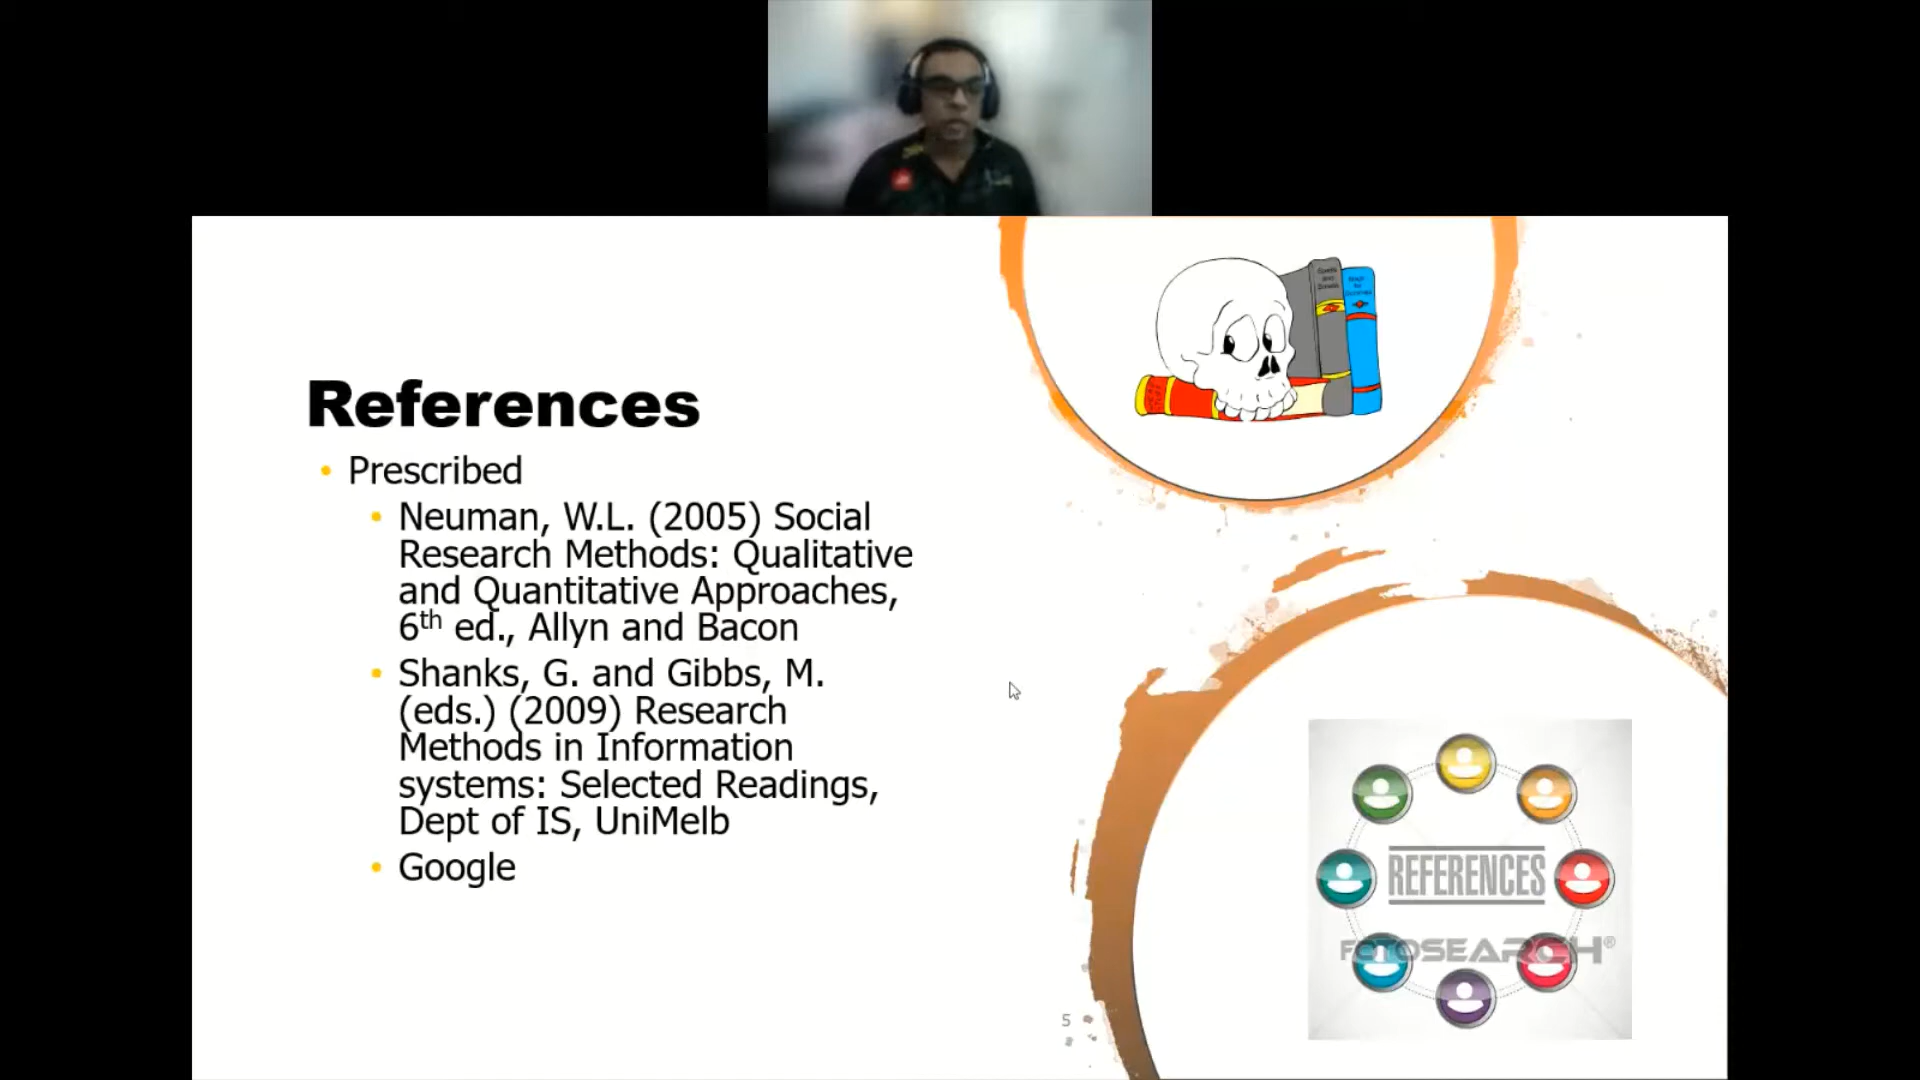 References
• Prescribed
• Neuman, W.L. (2005) Social
Research Methods: Qualitative
and Quantitative Approaches,
6th ed., Allyn and Bacon
• Shanks, G. and Gibbs, M.
(eds.) (2009) Research
Methods in Information
systems: Selected Readings,
Dept of IS, UniMelb
• Google
REFERENCES
FOTOSEARCH®
5